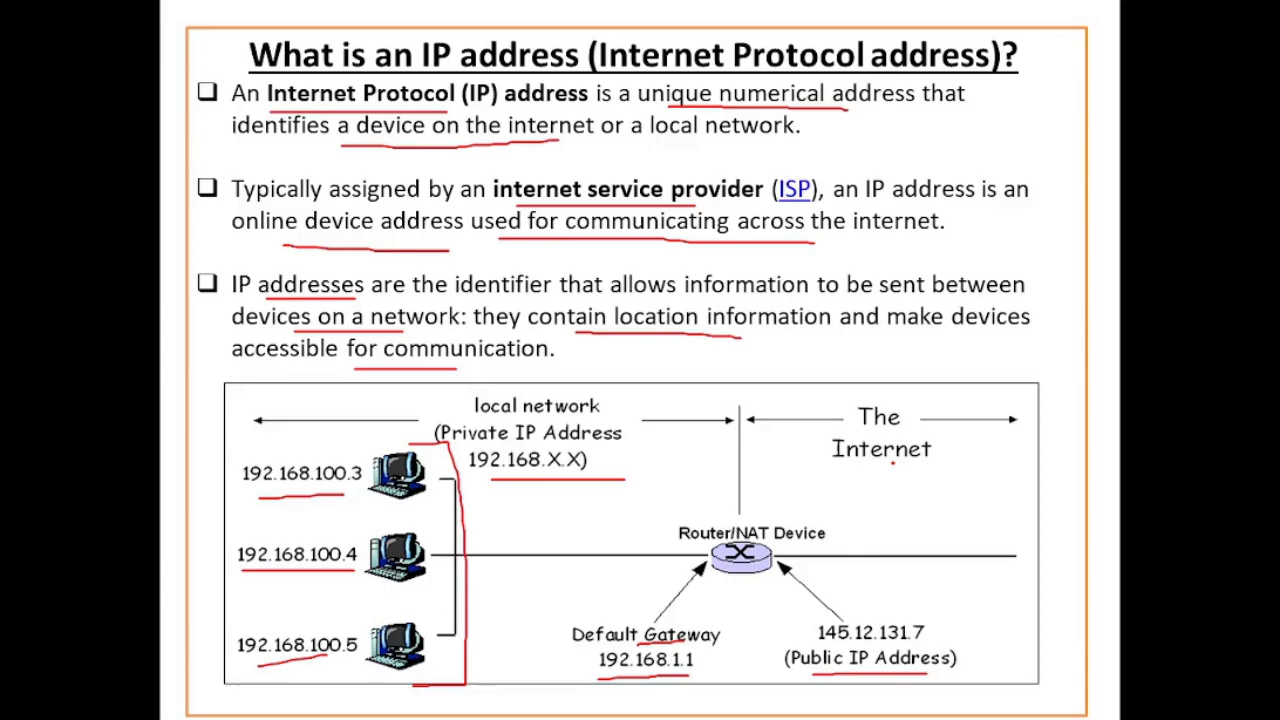 What is an IP address (Internet Protocol address)?
An Internet Protocol (IP) address is a unique numerical address that
identifies a device on the internet or a local network.
Typically assigned by an internet service provider (ISP), an IP address is an
online device address used for communicating across the internet.
IP addresses are the identifier that allows information to be sent between
devices on a network: they contain location information and make devices
accessible for communication.
local network
(Private IP Address
192.168.X.X)
The
Internet
192.168.100.3
192.168.100.4
192.168.100.5
Router/NAT Device
Default Gateway
192.168.1.1
145.12.131.7
(Public IP Address)